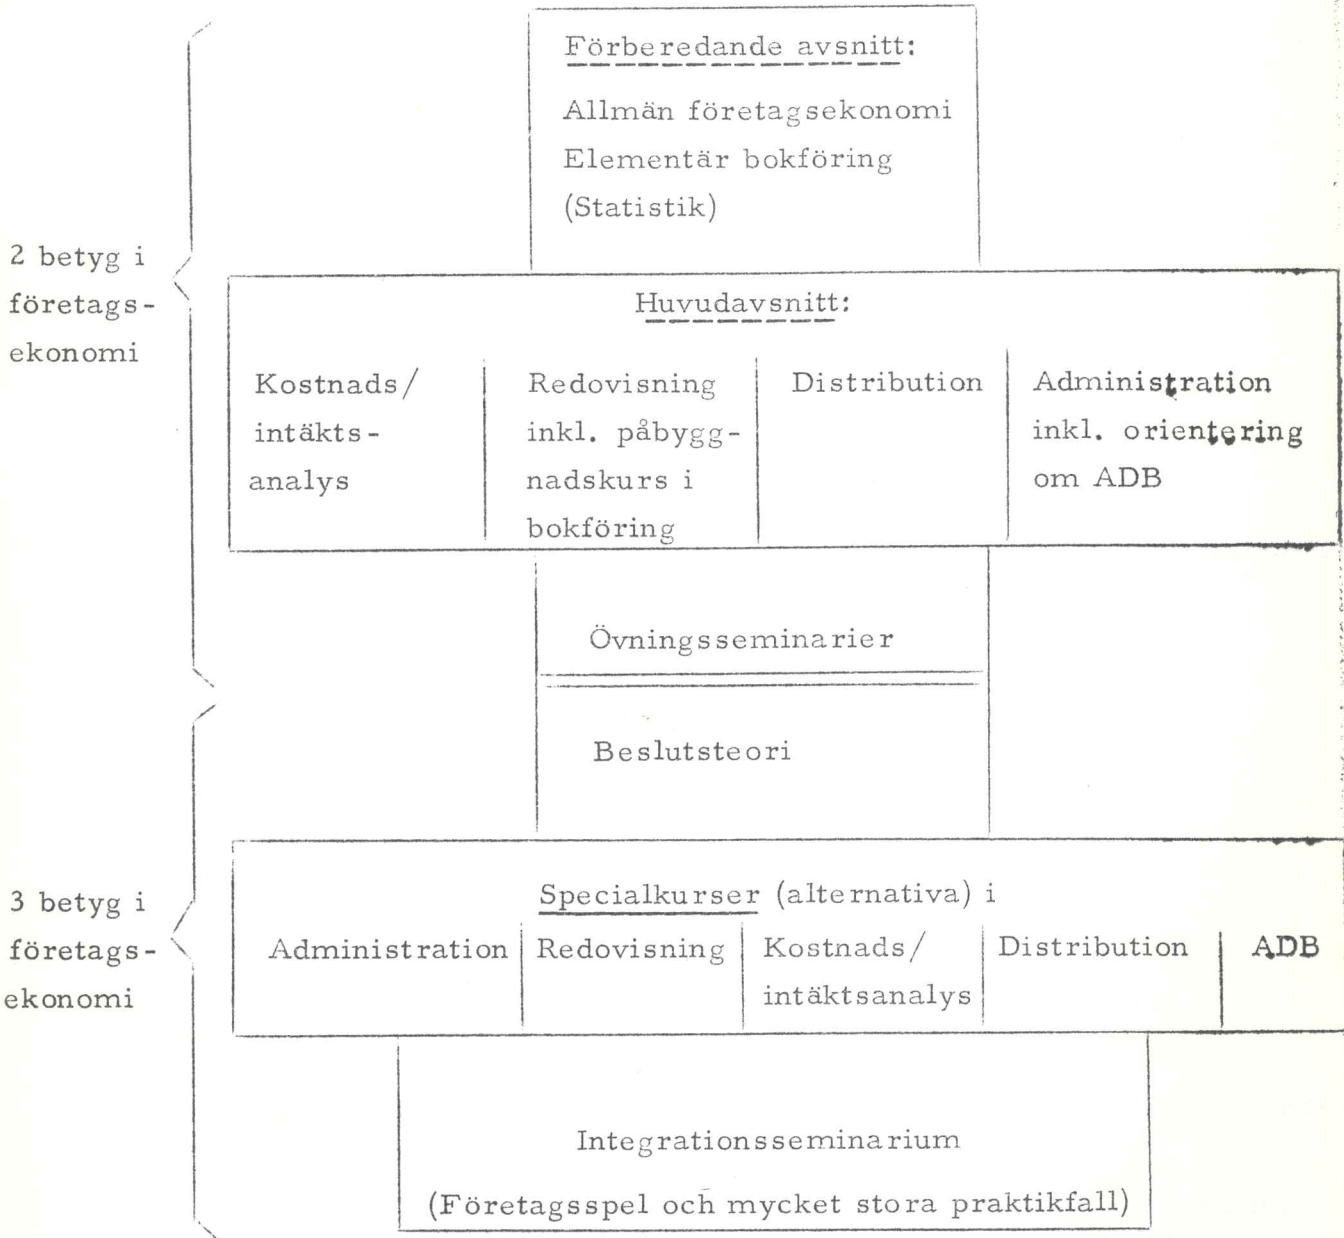 Förberedande avsnitt:
Allmän företagsekonomi
Elementär bokföring
(Statistik)
2 betyg i
företags-
ekonomi
Huvudavsnitt:
Kostnads/
intäkts-
analys
Redovisning
inkl. påbygg-
nadskurs i
bokföring
Distribution
Administration
inkl. orientering
om ADB
Övningsseminarier
Beslutsteori
3 betyg i
företags-
ekonomi
Specialkurser (alternativa) i
Administration
Redovisning
Kostnads/
intäktsanalys
Distribution
ADB
Integrationsseminarium
(Företagsspel och mycket stora praktikfall)